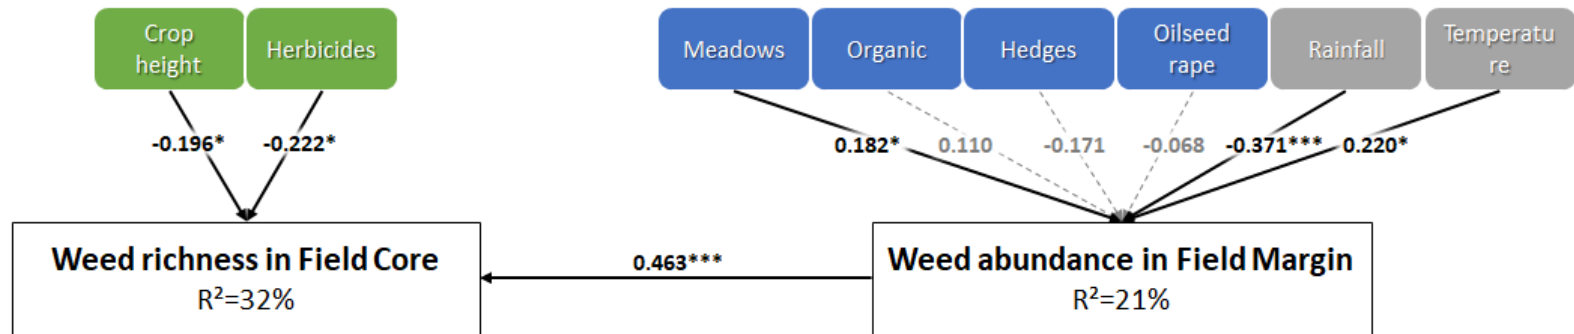 Crop
height
Herbicides
Meadows
Organic
Hedges
Oilseed
rape
Rainfall
Temperatu
re
-0.196*
-0.222*
0.182*
0.110
-0.171
-0.068
-0.371***
0.220*
Weed richness in Field Core
R²=32%
0.463***
Weed abundance in Field Margin
R²=21%